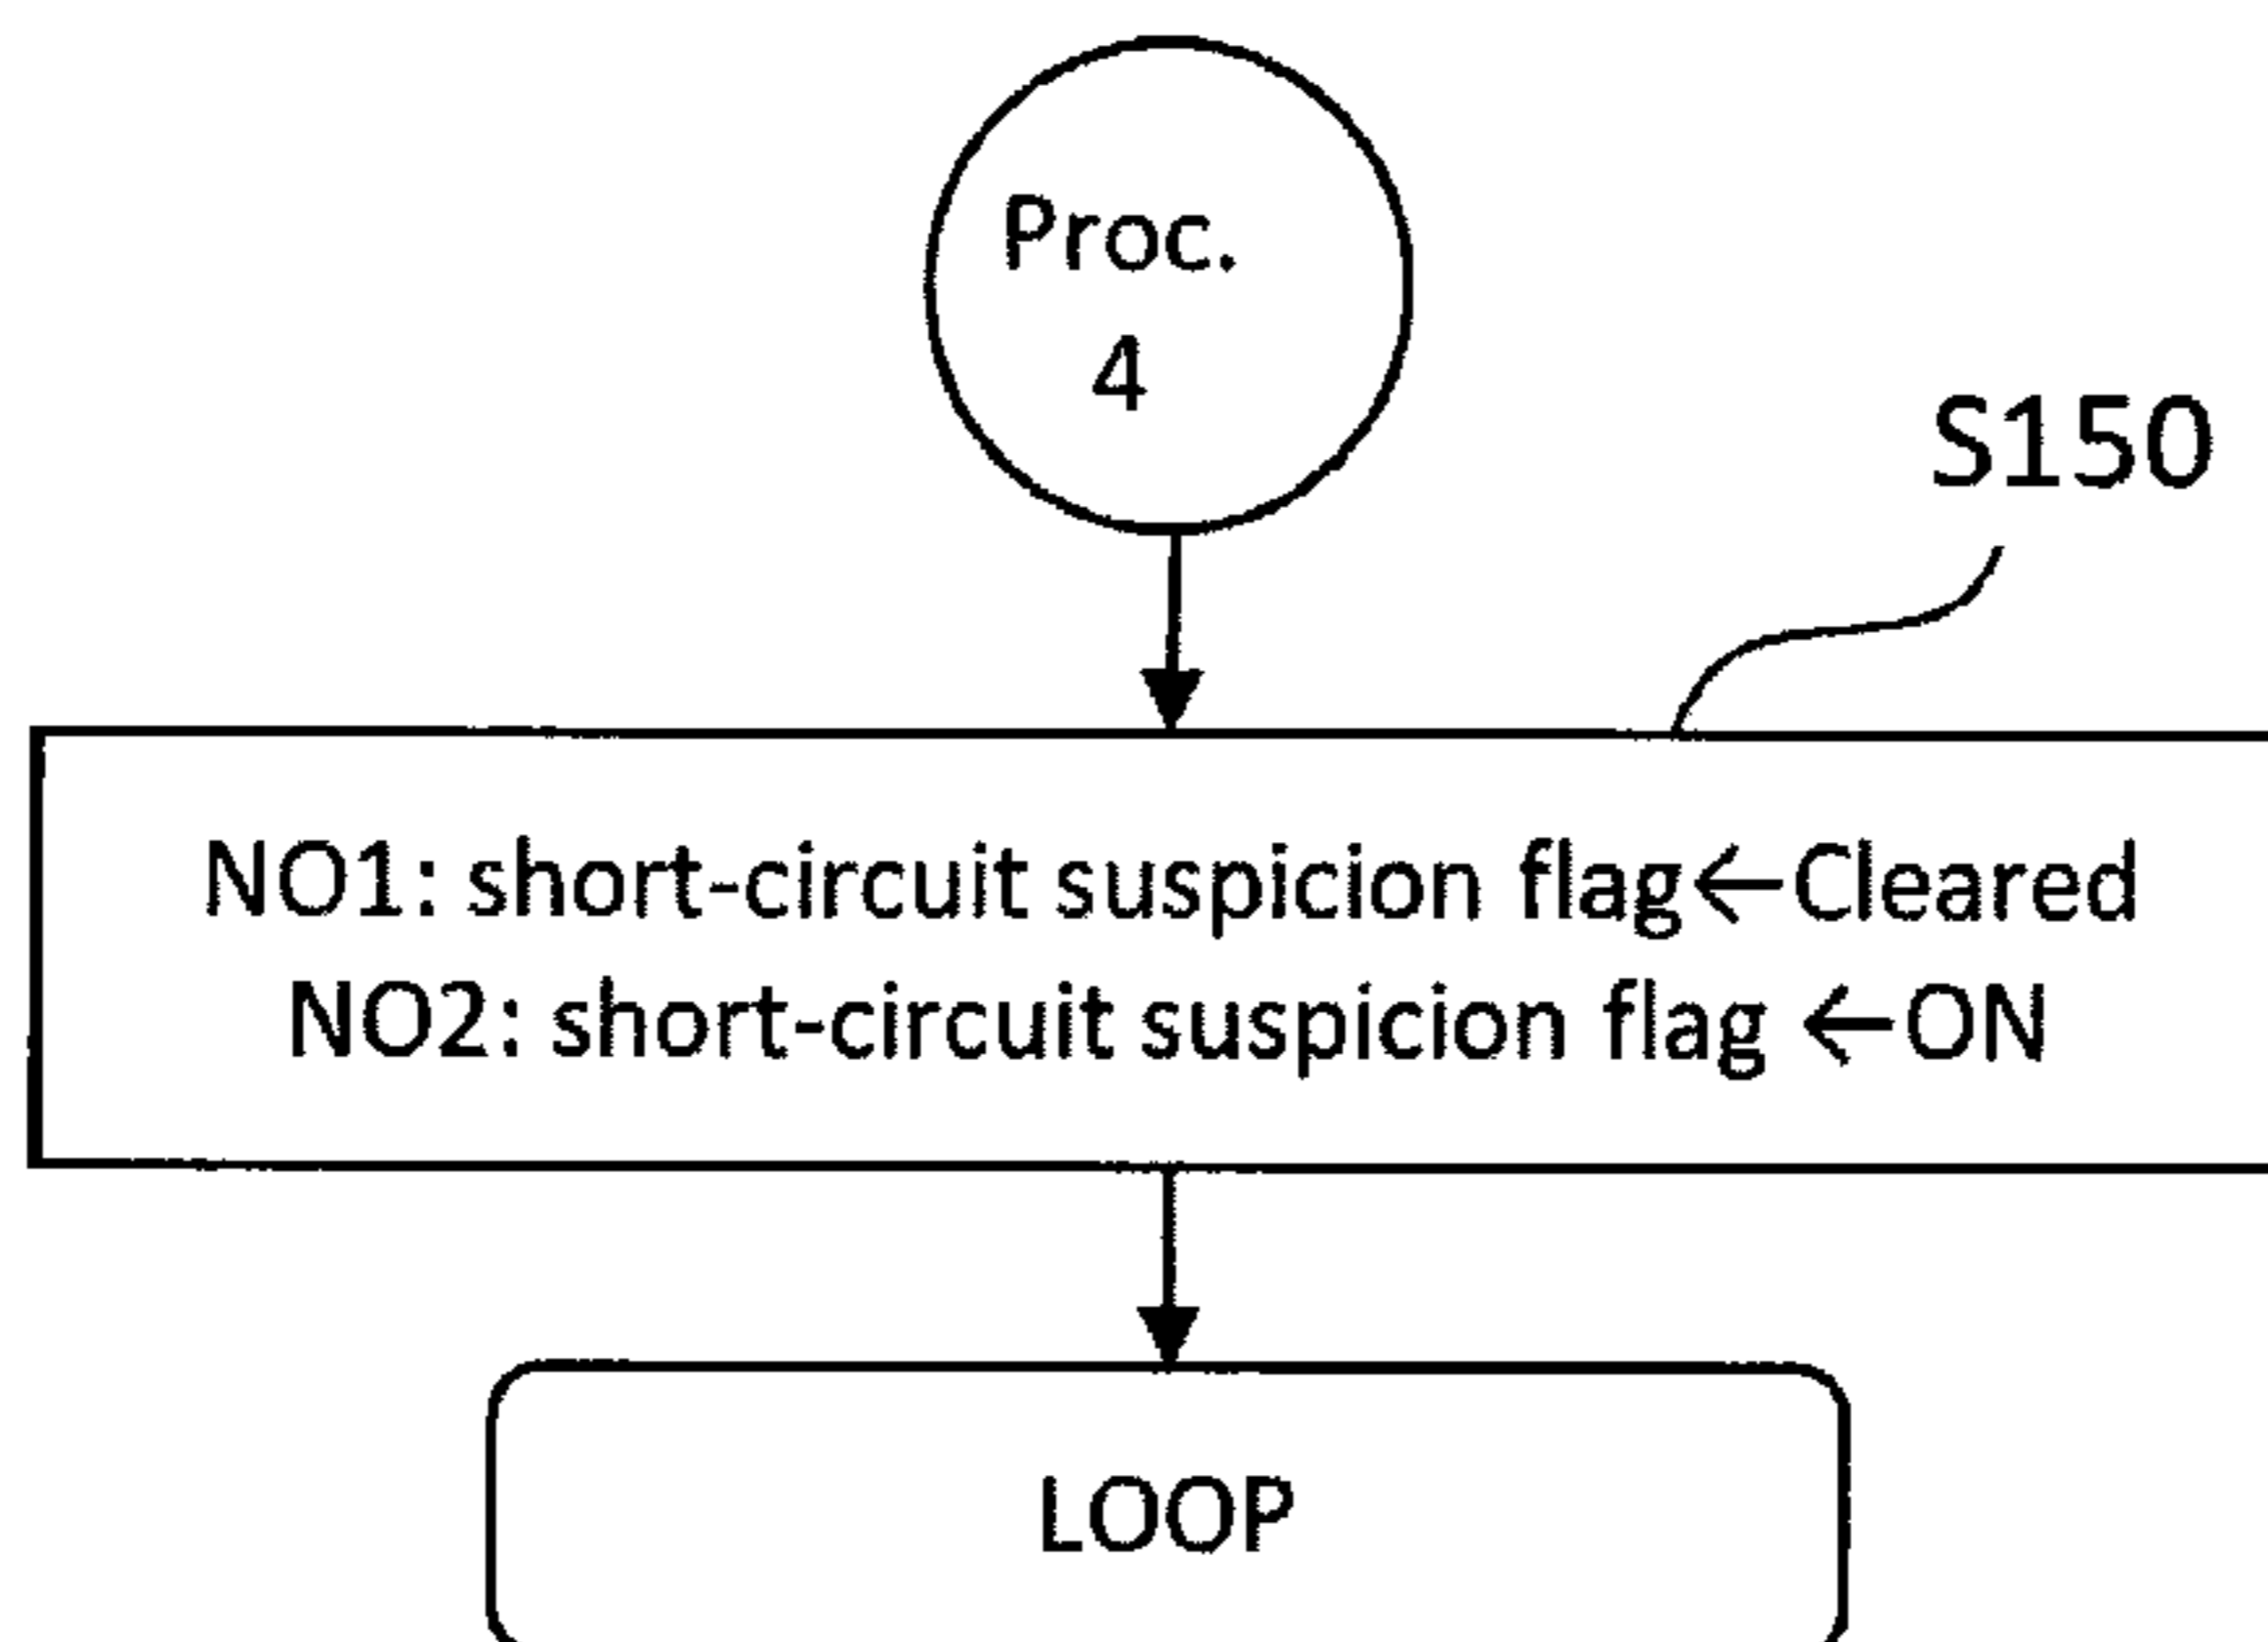 Proc.
4
S150
NO1: short-circuit suspicion flag←Cleared
NO2: short-circuit suspicion flag ←ON
LOOP